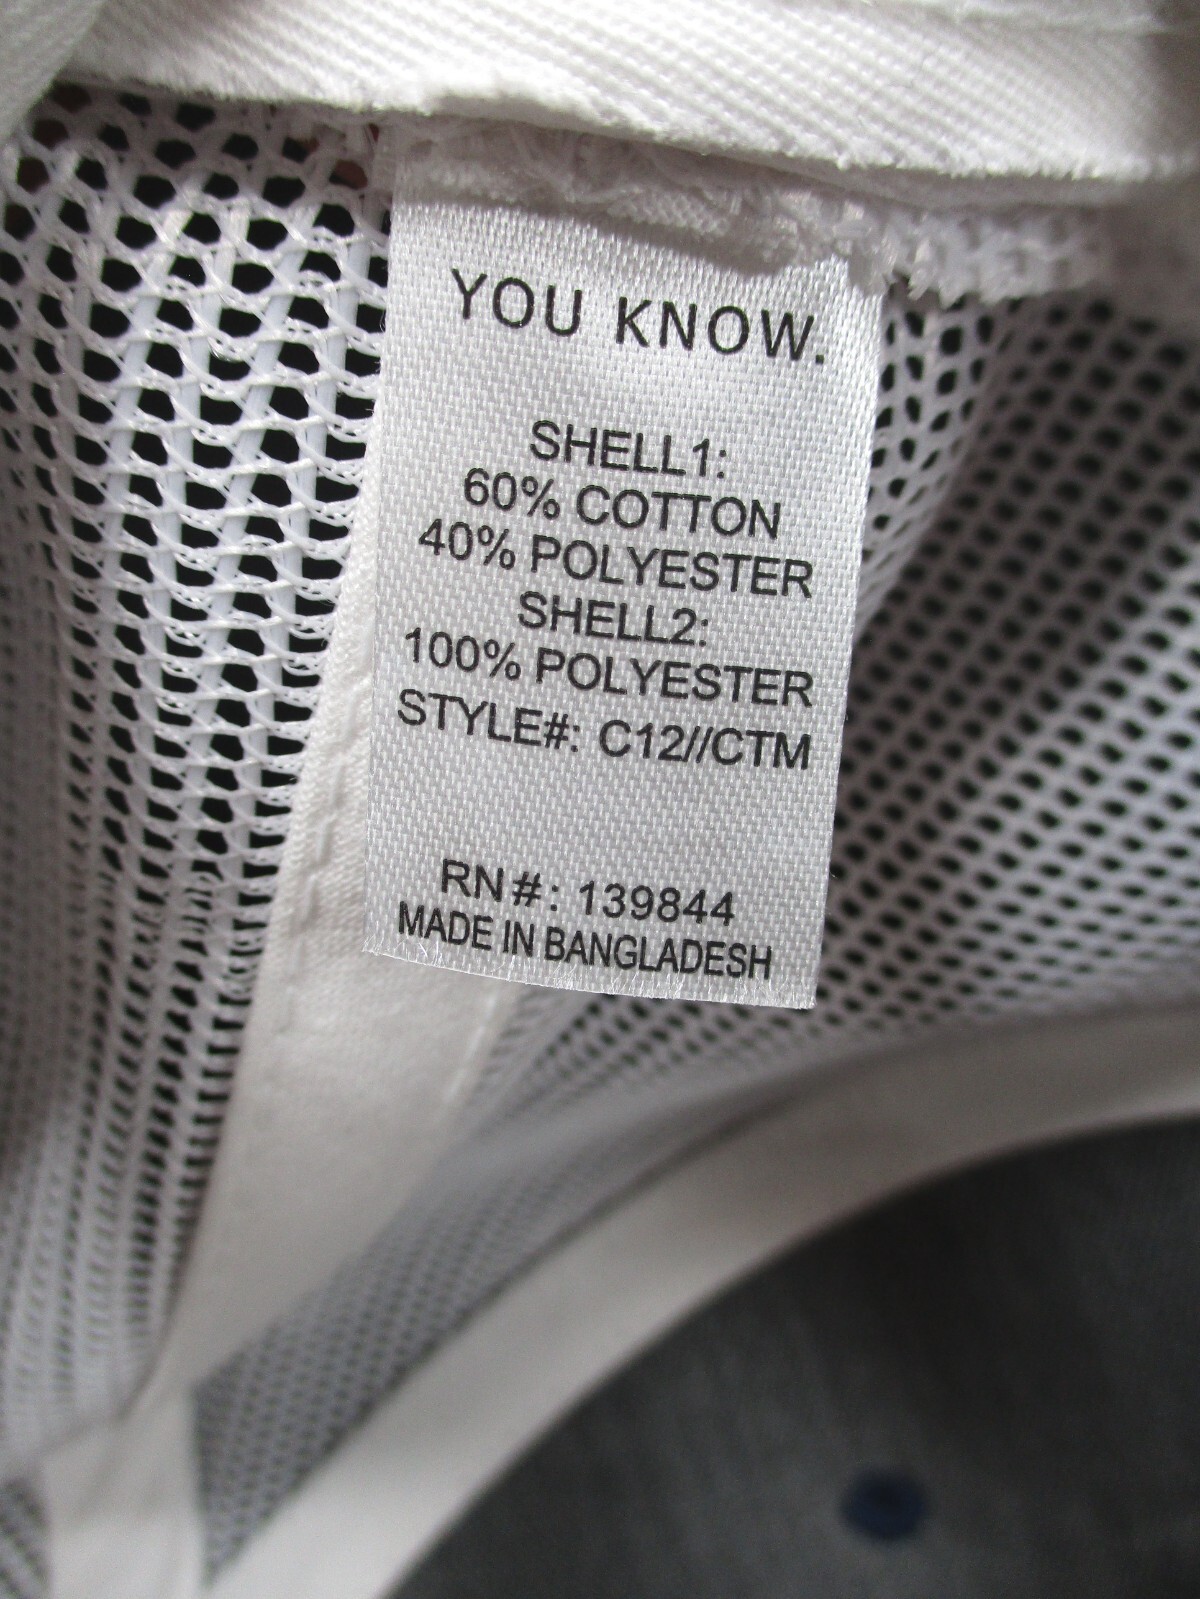 YOU KNOW.
SHELL1:
60% COTTON
40% POLYESTER
SHELL2:
100% POLYESTER
STYLE#: C12//CTM
RN#: 139844
MADE IN BANGLADESH